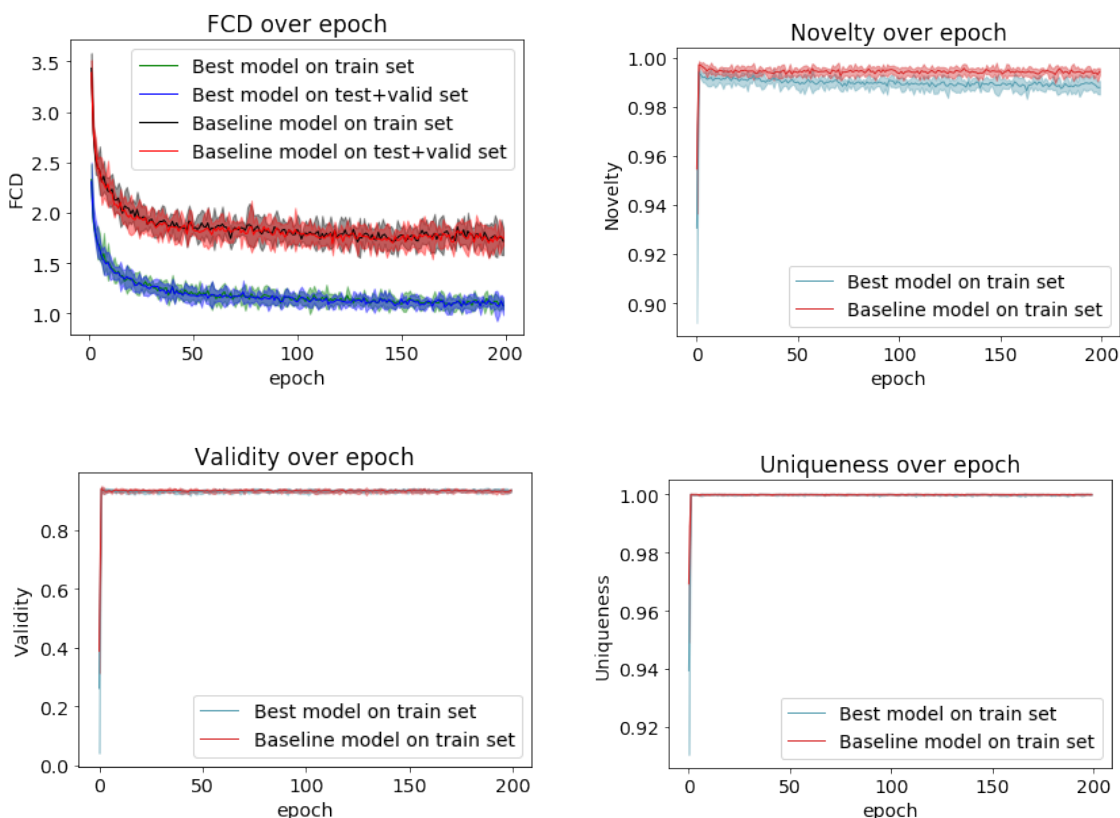 FCD over epoch
3.5
3.0
2.5
2.0
1.5
1.0
FCD
Best model on train set
Best model on test+valid set
Baseline model on train set
Baseline model on test+valid set
0 50 100 150 200
epoch
Novelty over epoch
1.00
0.98
0.96
0.94
0.92
0.90
Novelty
Best model on train set
Baseline model on train set
0 50 100 150 200
epoch
Validity over epoch
0.8
0.6
0.4
0.2
0.0
Validity
Best model on train set
Baseline model on train set
0 50 100 150 200
epoch
Uniqueness over epoch
1.00
0.98
0.96
0.94
0.92
Uniqueness
Best model on train set
Baseline model on train set
0 50 100 150 200
epoch